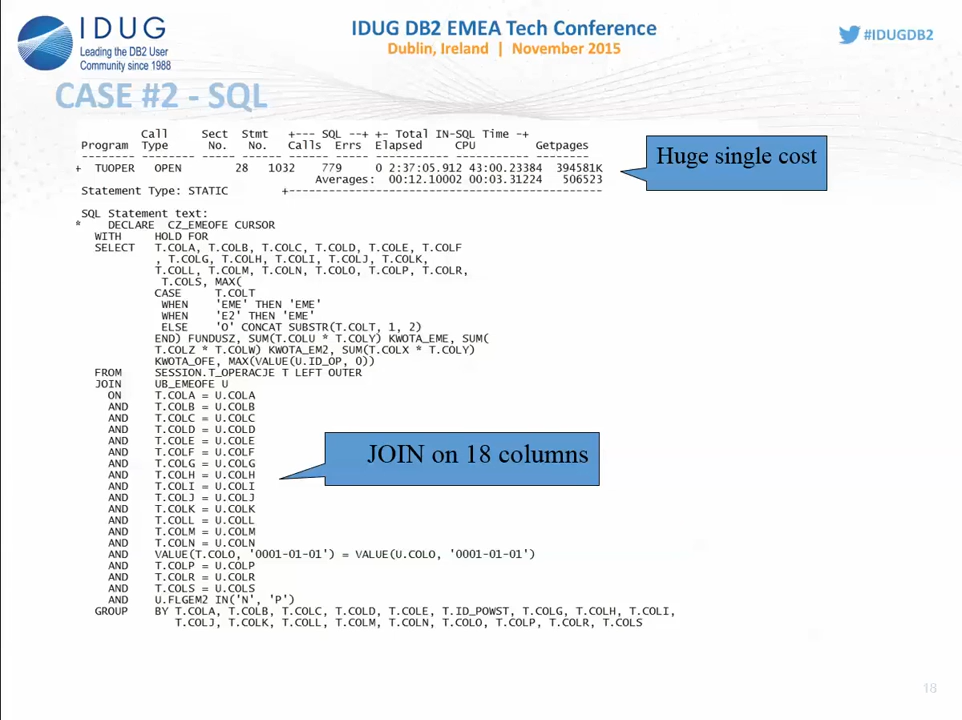 IDUG
Leading the DB2 User
Community since 1988
IDUG DB2 EMEA Tech Conference
Dublin, Ireland | November 2015
#IDUGDB2
CASE #2 - SQL
Call Sect Stmt +--- SQL --+ +- Total IN-SQL Time -+
Program Type No. No. Calls Errs Elapsed CPU Getpages
-------- -------- ----- ------ ---------- ---------- ----------- --------
+ TUOPER OPEN 28 1032 779 0 2:37:05.912 43:00.23384 394581K
Averages: 00:12.10002 00:03.31224 506523
Statement Type: STATIC +-----------------------------------------------
Huge single cost
SQL Statement text:
* DECLARE CZ_EMEOFE CURSOR
WITH HOLD FOR
SELECT T.COLA, T.COLB, T.COLC, T.COLD, T.COLE, T.COLF
, T.COLG, T.COLH, T.COLI, T.COLJ, T.COLK,
T.COLL, T.COLM, T.COLN, T.COLO, T.COLP, T.COLR,
T.COLS, MAX(
CASE T.COLT
WHEN 'EME' THEN 'EME'
WHEN 'E2' THEN 'EME'
ELSE 'O' CONCAT SUBSTR(T.COLT, 1, 2)
END) FUNDUSZ, SUM(T.COLU * T.COLY) KWOTA_EME, SUM(
T.COLZ * T.COLW) KWOTA_EM2, SUM(T.COLX * T.COLY)
KWOTA_OFE, MAX(VALUE(U.ID_OP, 0))
FROM SESSION.T_OPERACJE T LEFT OUTER
JOIN UB_EMEOFE U
ON T.COLA = U.COLA
AND T.COLB = U.COLB
AND T.COLC = U.COLC
AND T.COLD = U.COLD
AND T.COLE = U.COLE
AND T.COLF = U.COLF
AND T.COLG = U.COLG
AND T.COLH = U.COLH
AND T.COLI = U.COLI
AND T.COLJ = U.COLJ
AND T.COLK = U.COLK
AND T.COLL = U.COLL
AND T.COLM = U.COLM
AND T.COLN = U.COLN
AND VALUE(T.COLO, '0001-01-01') = VALUE(U.COLO, '0001-01-01')
AND T.COLP = U.COLP
AND T.COLR = U.COLR
AND T.COLS = U.COLS
AND U.FLGEM2 IN('N', 'P')
GROUP BY T.COLA, T.COLB, T.COLC, T.COLD, T.COLE, T.ID_POWST, T.COLG, T.COLH, T.COLI,
T.COLJ, T.COLK, T.COLL, T.COLM, T.COLN, T.COLO, T.COLP, T.COLR, T.COLS
JOIN on 18 columns
18